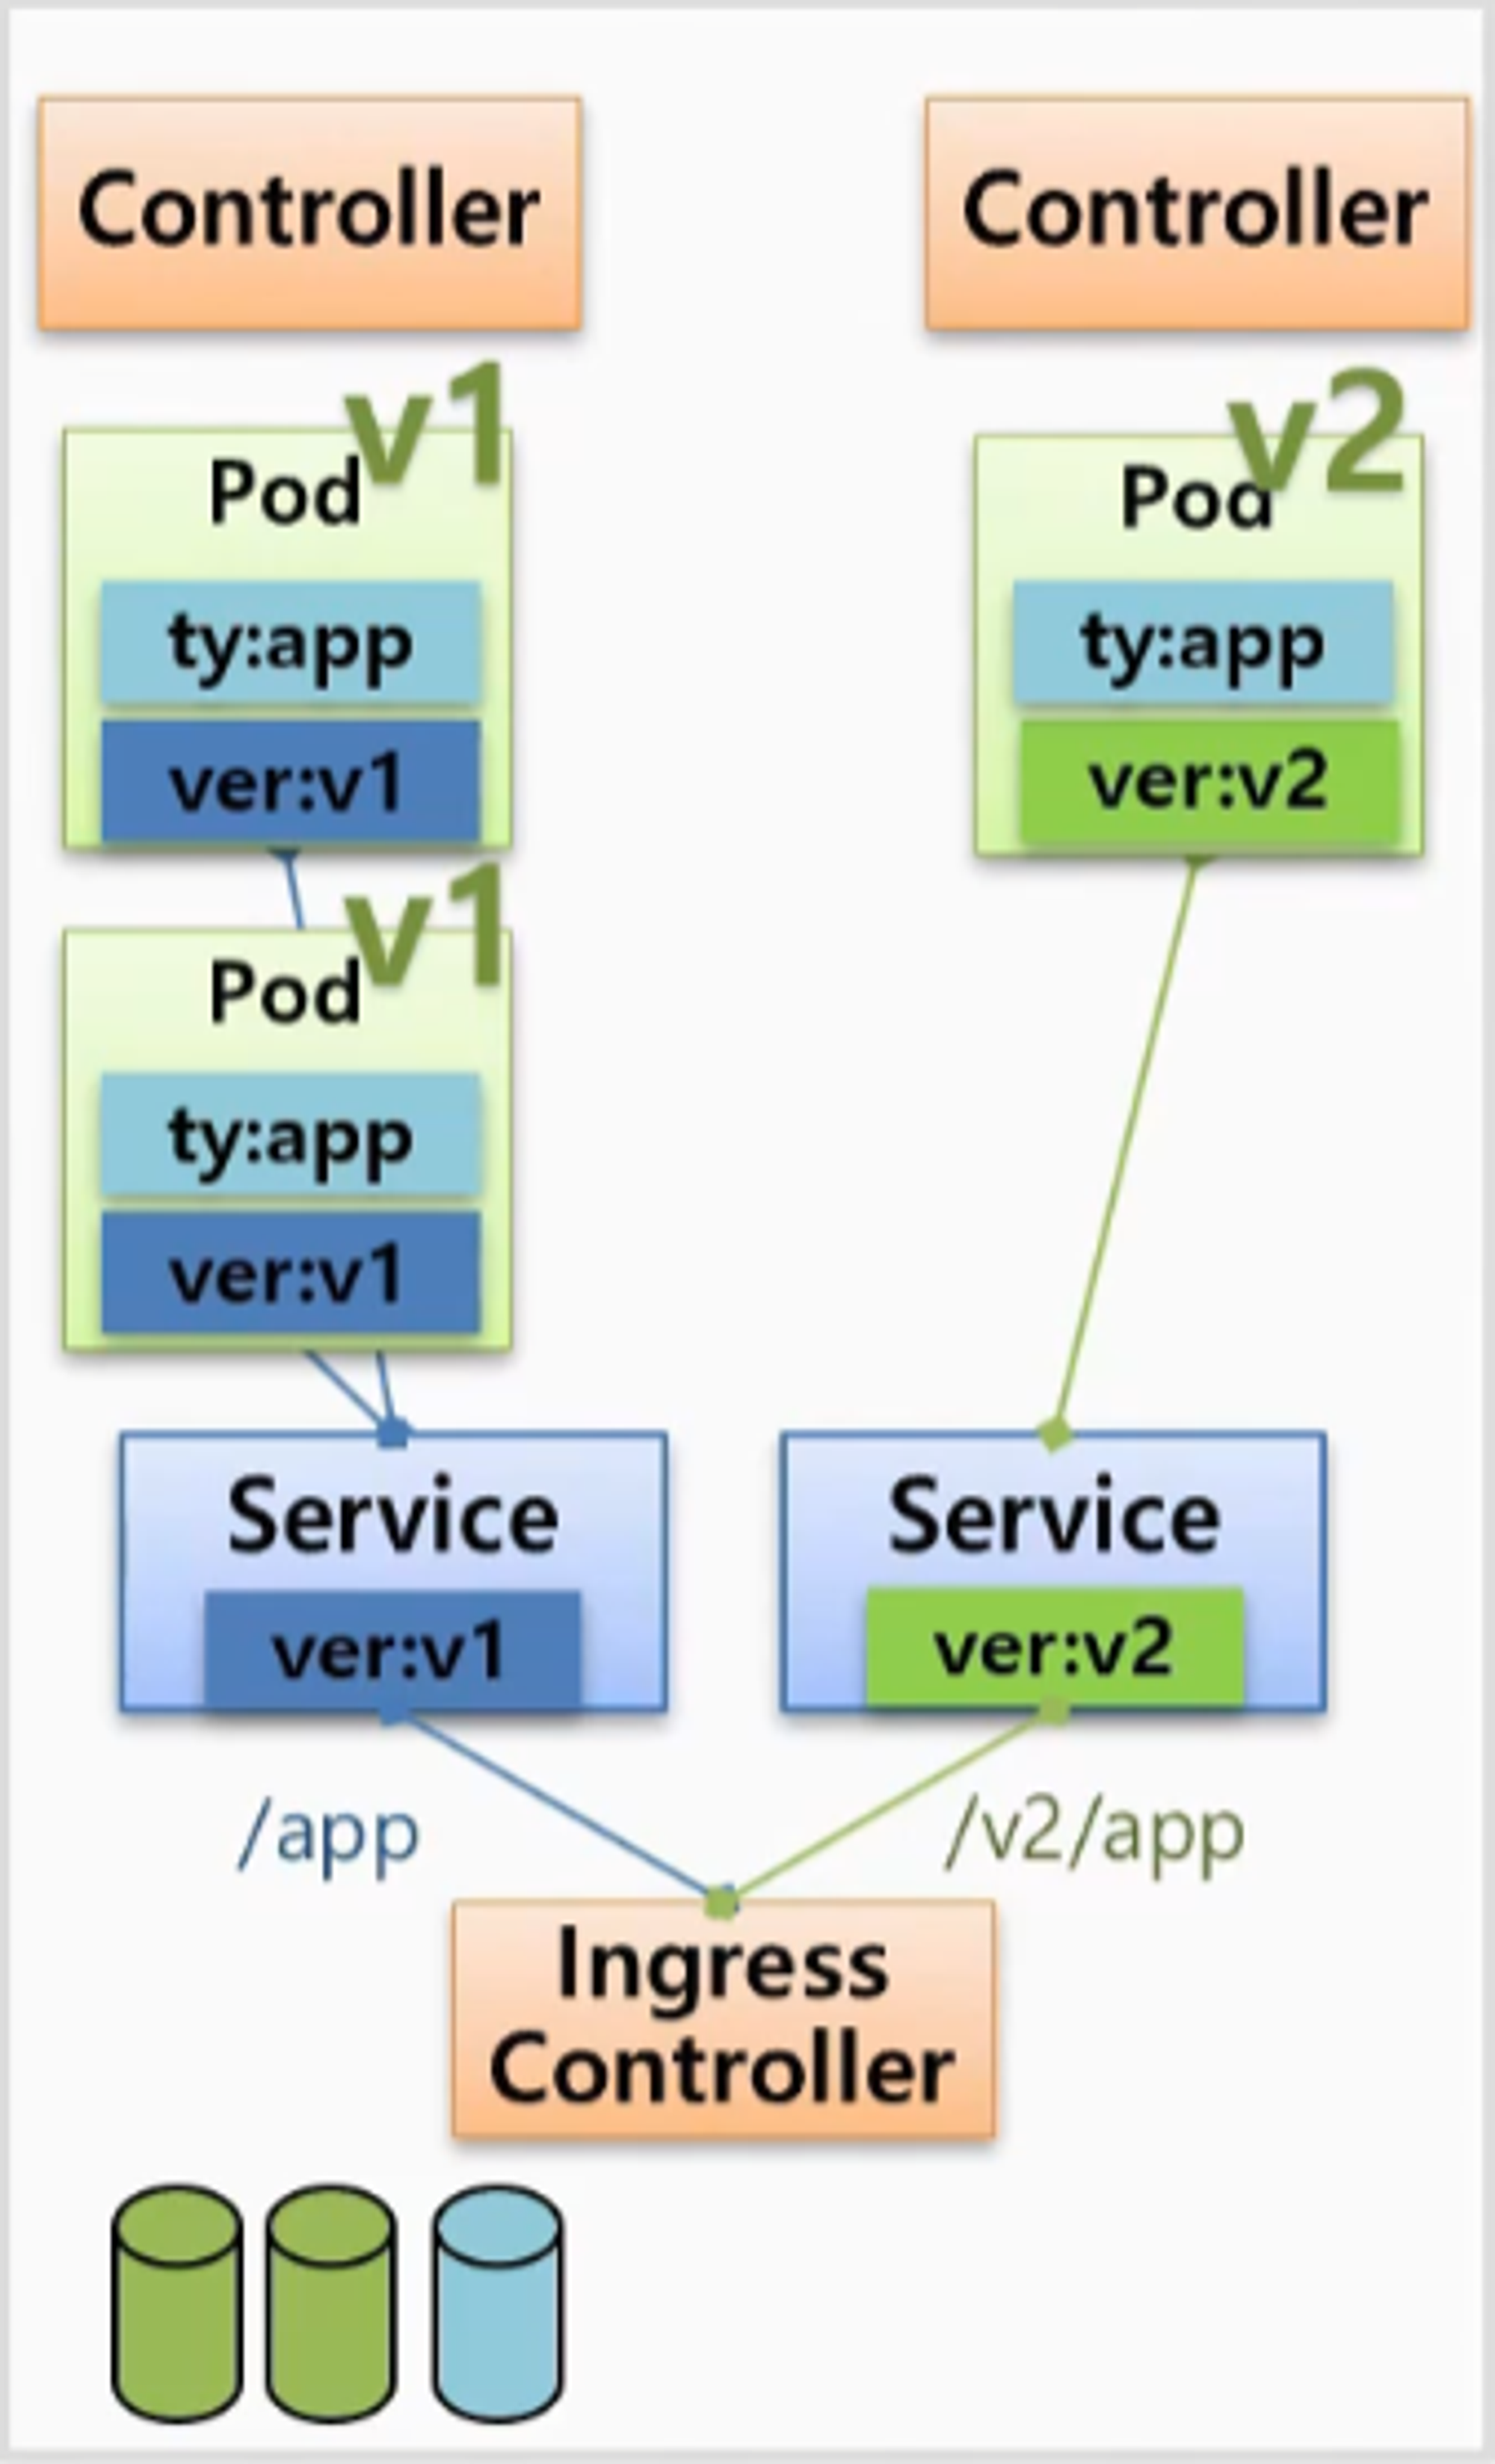 Controller
Controller
v1
Pod
ty:app
ver:v1
v2
Pod
ty:app
ver:v2
v1
Pod
ty:app
ver:v1
Service
ver:v1
Service
ver:v2
/app
/v2/app
Ingress
Controller